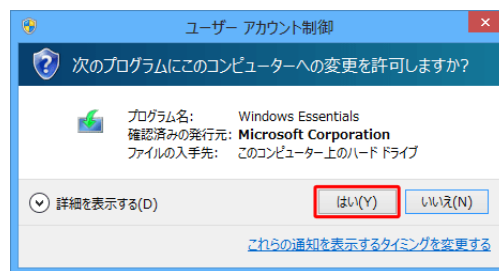 ユーザー アカウント制御
次のプログラムにこのコンピューターへの変更を許可しますか?
プログラム名: Windows Essentials
確認済みの発行元: Microsoft Corporation
ファイルの入手先: このコンピューター上のハード ドライブ
詳細を表示する(D) はい(Y) いいえ(N)
これらの通知を表示するタイミングを変更する